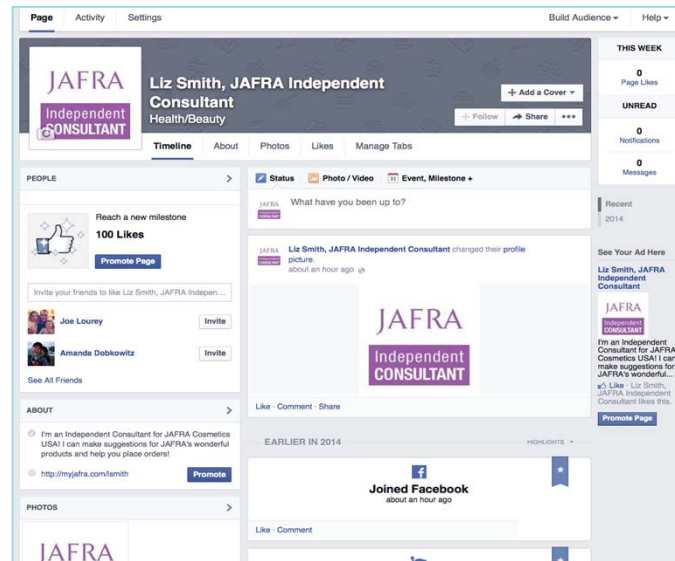 Page Activity Settings Build Audience Help
JAFRA
Independent
CONSULTANT
Liz Smith, JAFRA Independent
Consultant
Health/Beauty
+ Add a Cover
+ Follow Share •••
Timeline About Photos Likes Manage Tabs
PEOPLE >
Reach a new milestone
100 Likes
Promote Page
Invite your friends to like Liz Smith, JAFRA Indepen...
Joe Lourey Invite
Amanda Dobkowitz Invite
See All Friends
ABOUT >
I'm an Independent Consultant for JAFRA Cosmetics
USA! I can make suggestions for JAFRA's wonderful
products and help you place orders!
http://myjafra.com/lsmith Promote
PHOTOS >
JAFRA
Status Photo / Video 31 Event, Milestone +
JAFRA
Independent
CONSULTANT
What have you been up to?
JAFRA
Independent
CONSULTANT
Liz Smith, JAFRA Independent Consultant changed their profile
picture.
about an hour ago
JAFRA
Independent
CONSULTANT
Like · Comment · Share
EARLIER IN 2014 HIGHLIGHTS
Joined Facebook
about an hour ago
Like · Comment
THIS WEEK
0
Page Likes
UNREAD
0
Notifications
0
Messages
Recent
2014
See Your Ad Here
Liz Smith, JAFRA
Independent
Consultant
JAFRA
Independent
CONSULTANT
I'm an Independent
Consultant for JAFRA
Cosmetics USA! I can
make suggestions for
JAFRA's wonderful...
Like · Liz Smith,
JAFRA Independent
Consultant likes this.
Promote Page